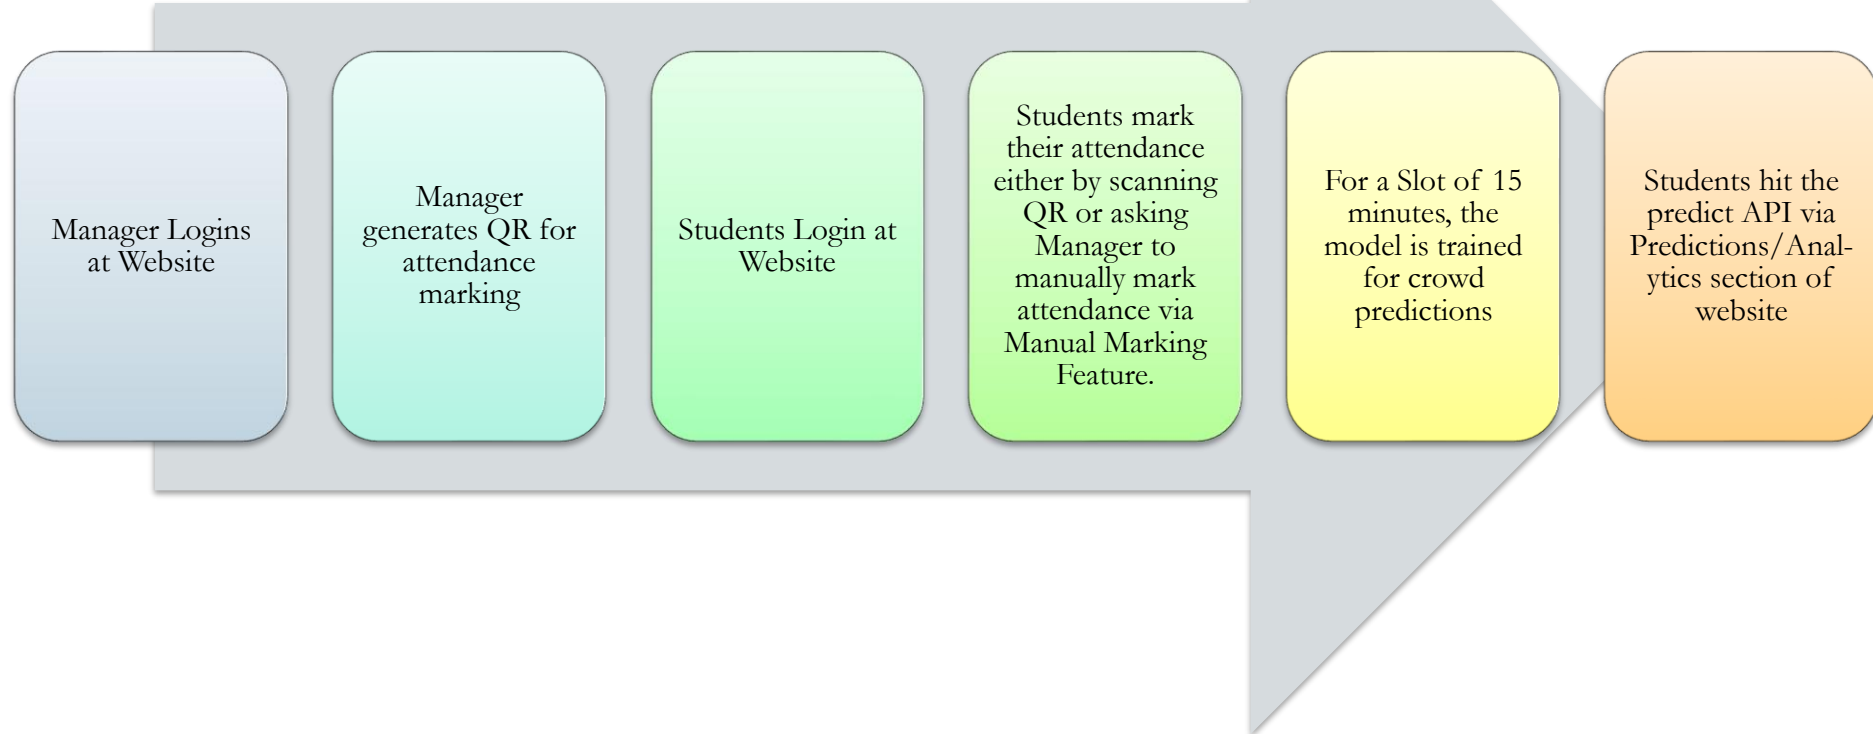 Manager Logins
at Website
Manager
generates QR for
attendance
marking
Students Login at
Website
Students mark
their attendance
either by scanning
QR or asking
Manager to
manually mark
attendance via
Manual Marking
Feature.
For a Slot of 15
minutes, the
model is trained
for crowd
predictions
Students hit the
predict API via
Predictions/Anal-
ytics section of
website